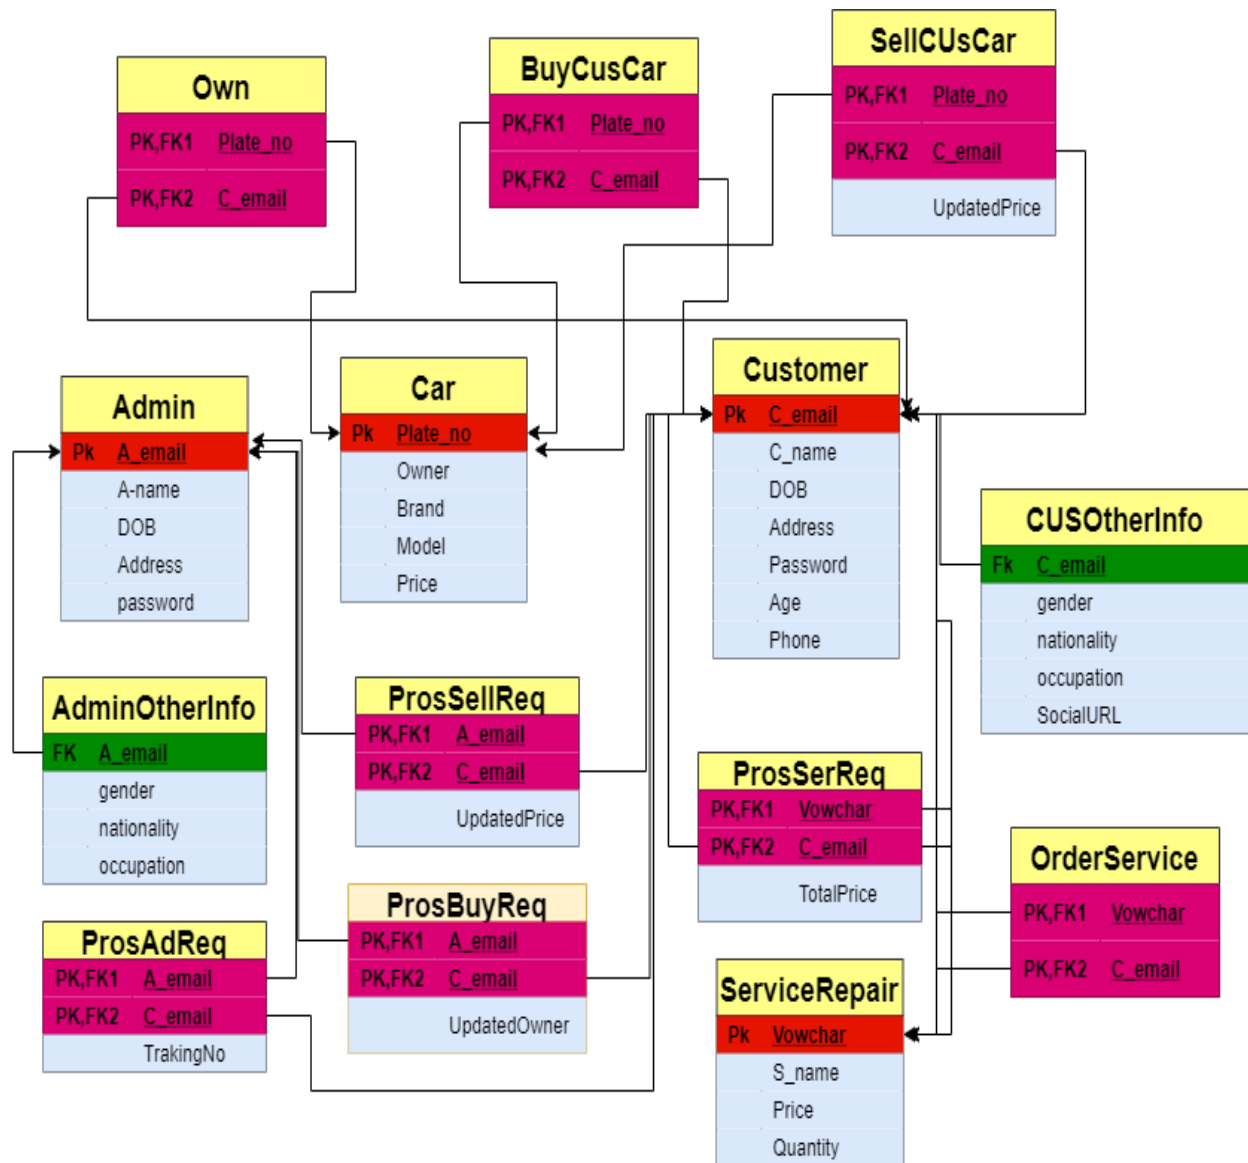 Own
PK,FK1 Plate_no
PK,FK2 C_email
BuyCusCar
PK,FK1 Plate_no
PK,FK2 C_email
SellCUsCar
PK,FK1 Plate_no
PK,FK2 C_email
UpdatedPrice
Admin
Pk A_email
A-name
DOB
Address
password
Car
Pk Plate_no
Owner
Brand
Model
Price
Customer
Pk C_email
C_name
DOB
Address
Password
Age
Phone
CUSOtherInfo
Fk C_email
gender
nationality
occupation
SocialURL
AdminOtherInfo
FK A_email
gender
nationality
occupation
ProsSellReq
PK,FK1 A_email
PK,FK2 C_email
UpdatedPrice
ProsSerReq
PK,FK1 Vowchar
PK,FK2 C_email
TotalPrice
OrderService
PK,FK1 Vowchar
PK,FK2 C_email
ProsAdReq
PK,FK1 A_email
PK,FK2 C_email
TrakingNo
ProsBuyReq
PK,FK1 A_email
PK,FK2 C_email
UpdatedOwner
ServiceRepair
Pk Vowchar
S_name
Price
Quantity